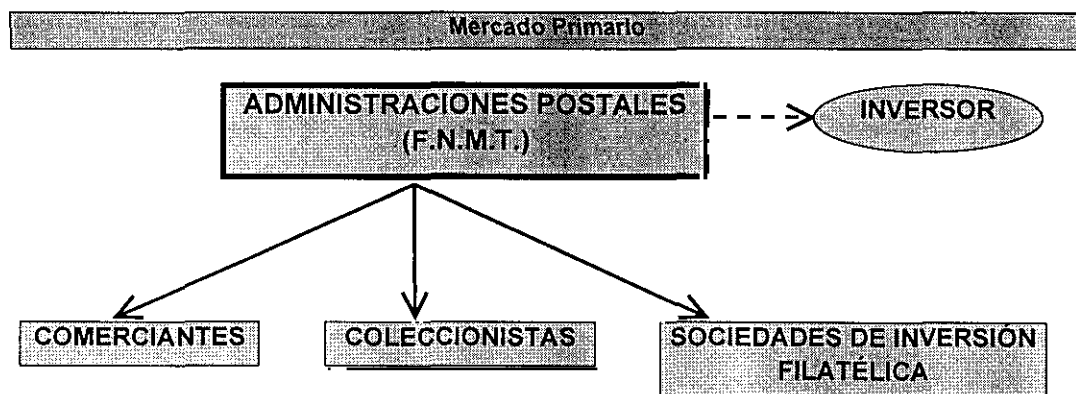 Mercado Primario
ADMINISTRACIONES POSTALES
(F.N.M.T.)
INVERSOR
COMERCIANTES
COLECCIONISTAS
SOCIEDADES DE INVERSIÓN
FILATÉLICA